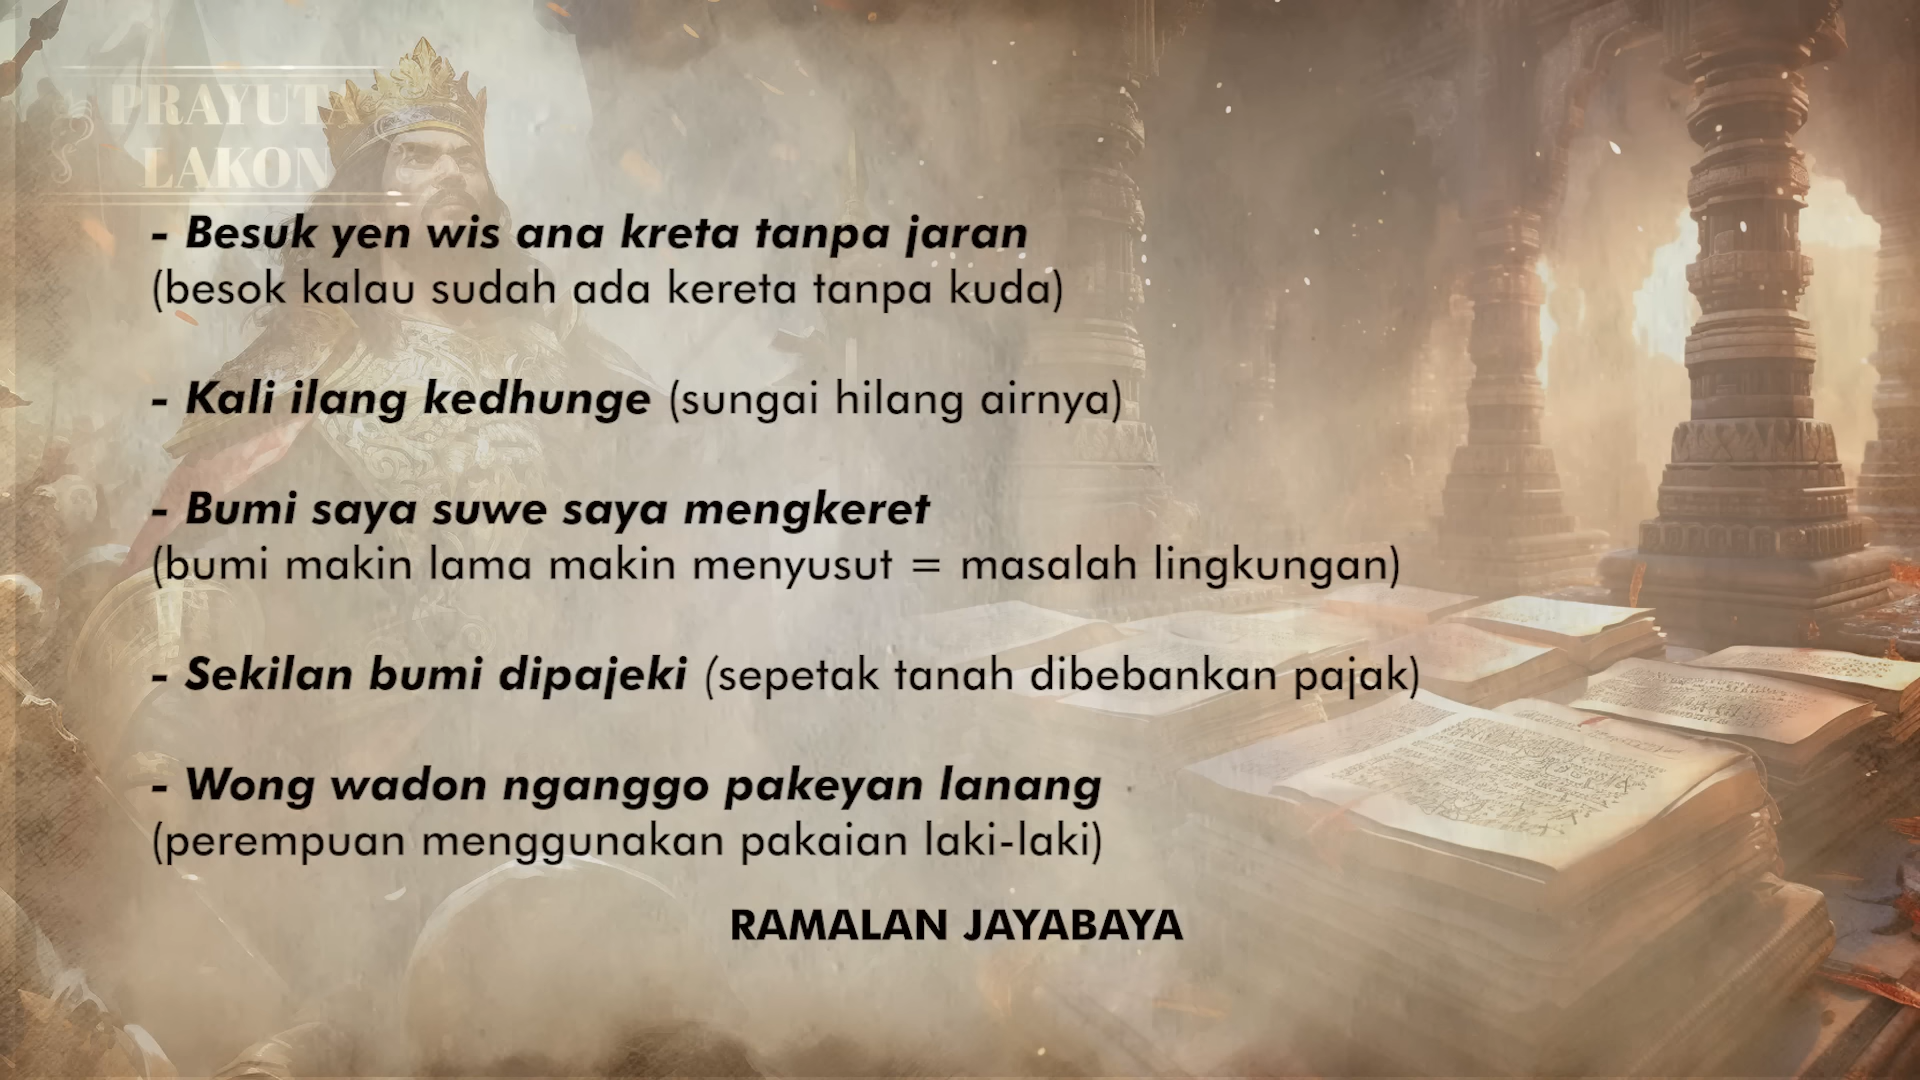 PRAYUTA
LAKON
- Besuk yen wis ana kreta tanpa jaran
(besok kalau sudah ada kereta tanpa kuda)
- Kali ilang kedhunge (sungai hilang airnya)
- Bumi saya suwe saya mengkeret
(bumi makin lama makin menyusut = masalah lingkungan)
- Sekilan bumi dipajeki (sepetak tanah dibebankan pajak)
- Wong wadon nganggo pakeyan lanang
(perempuan menggunakan pakaian laki-laki)
RAMALAN JAYABAYA